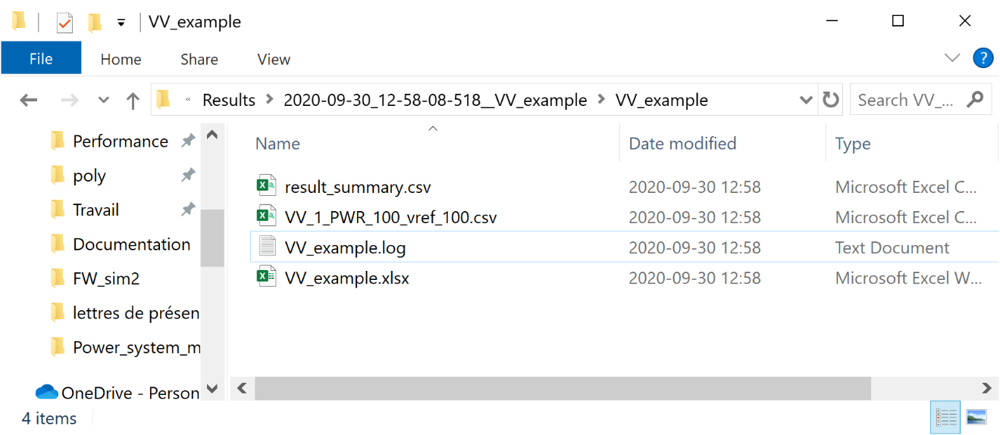 VV_example
File Home Share View
« Results > 2020-09-30_12-58-08-518__VV_example > VV_example
Search VV_...
Performance
poly
Travail
Documentation
FW_sim2
lettres de présen
Power_system_m
OneDrive - Person
Name Date modified Type
result_summary.csv 2020-09-30 12:58 Microsoft Excel C...
VV_1_PWR_100_vref_100.csv 2020-09-30 12:58 Microsoft Excel C...
VV_example.log 2020-09-30 12:58 Text Document
VV_example.xlsx 2020-09-30 12:58 Microsoft Excel W...
4 items